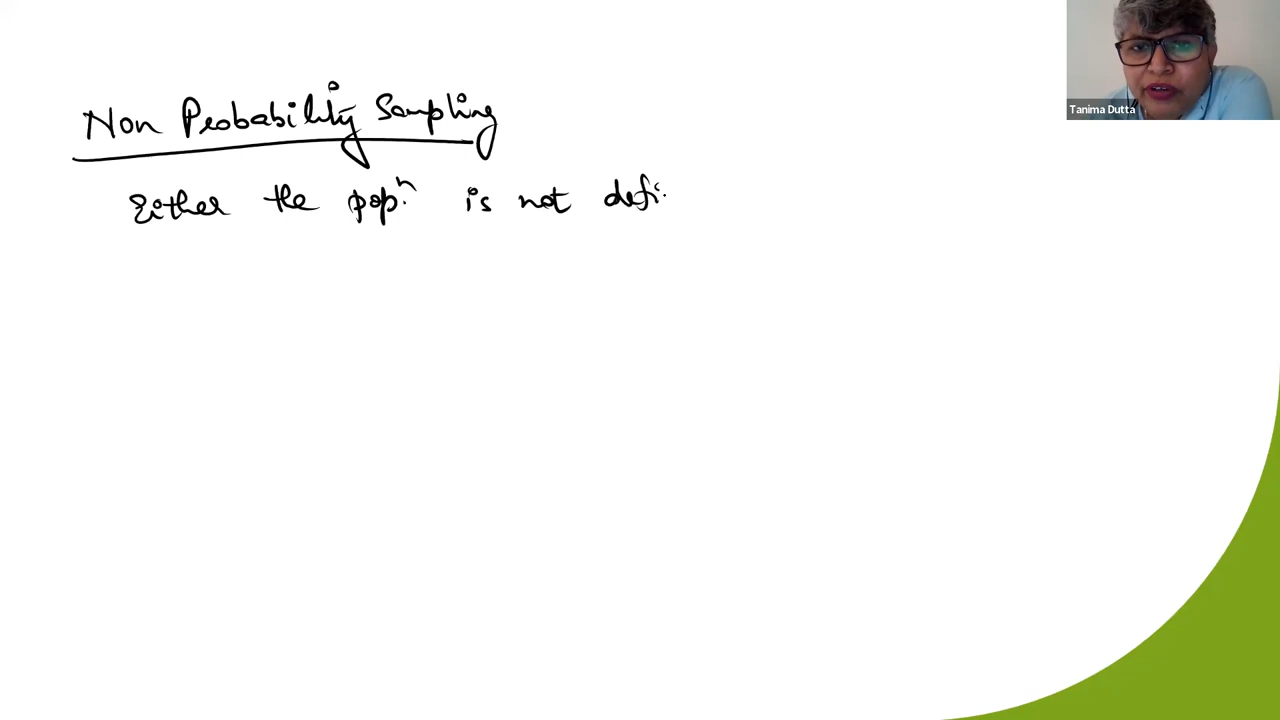 Non Probability Sampling
Either the popⁿ is not defi
Tanima Dutta